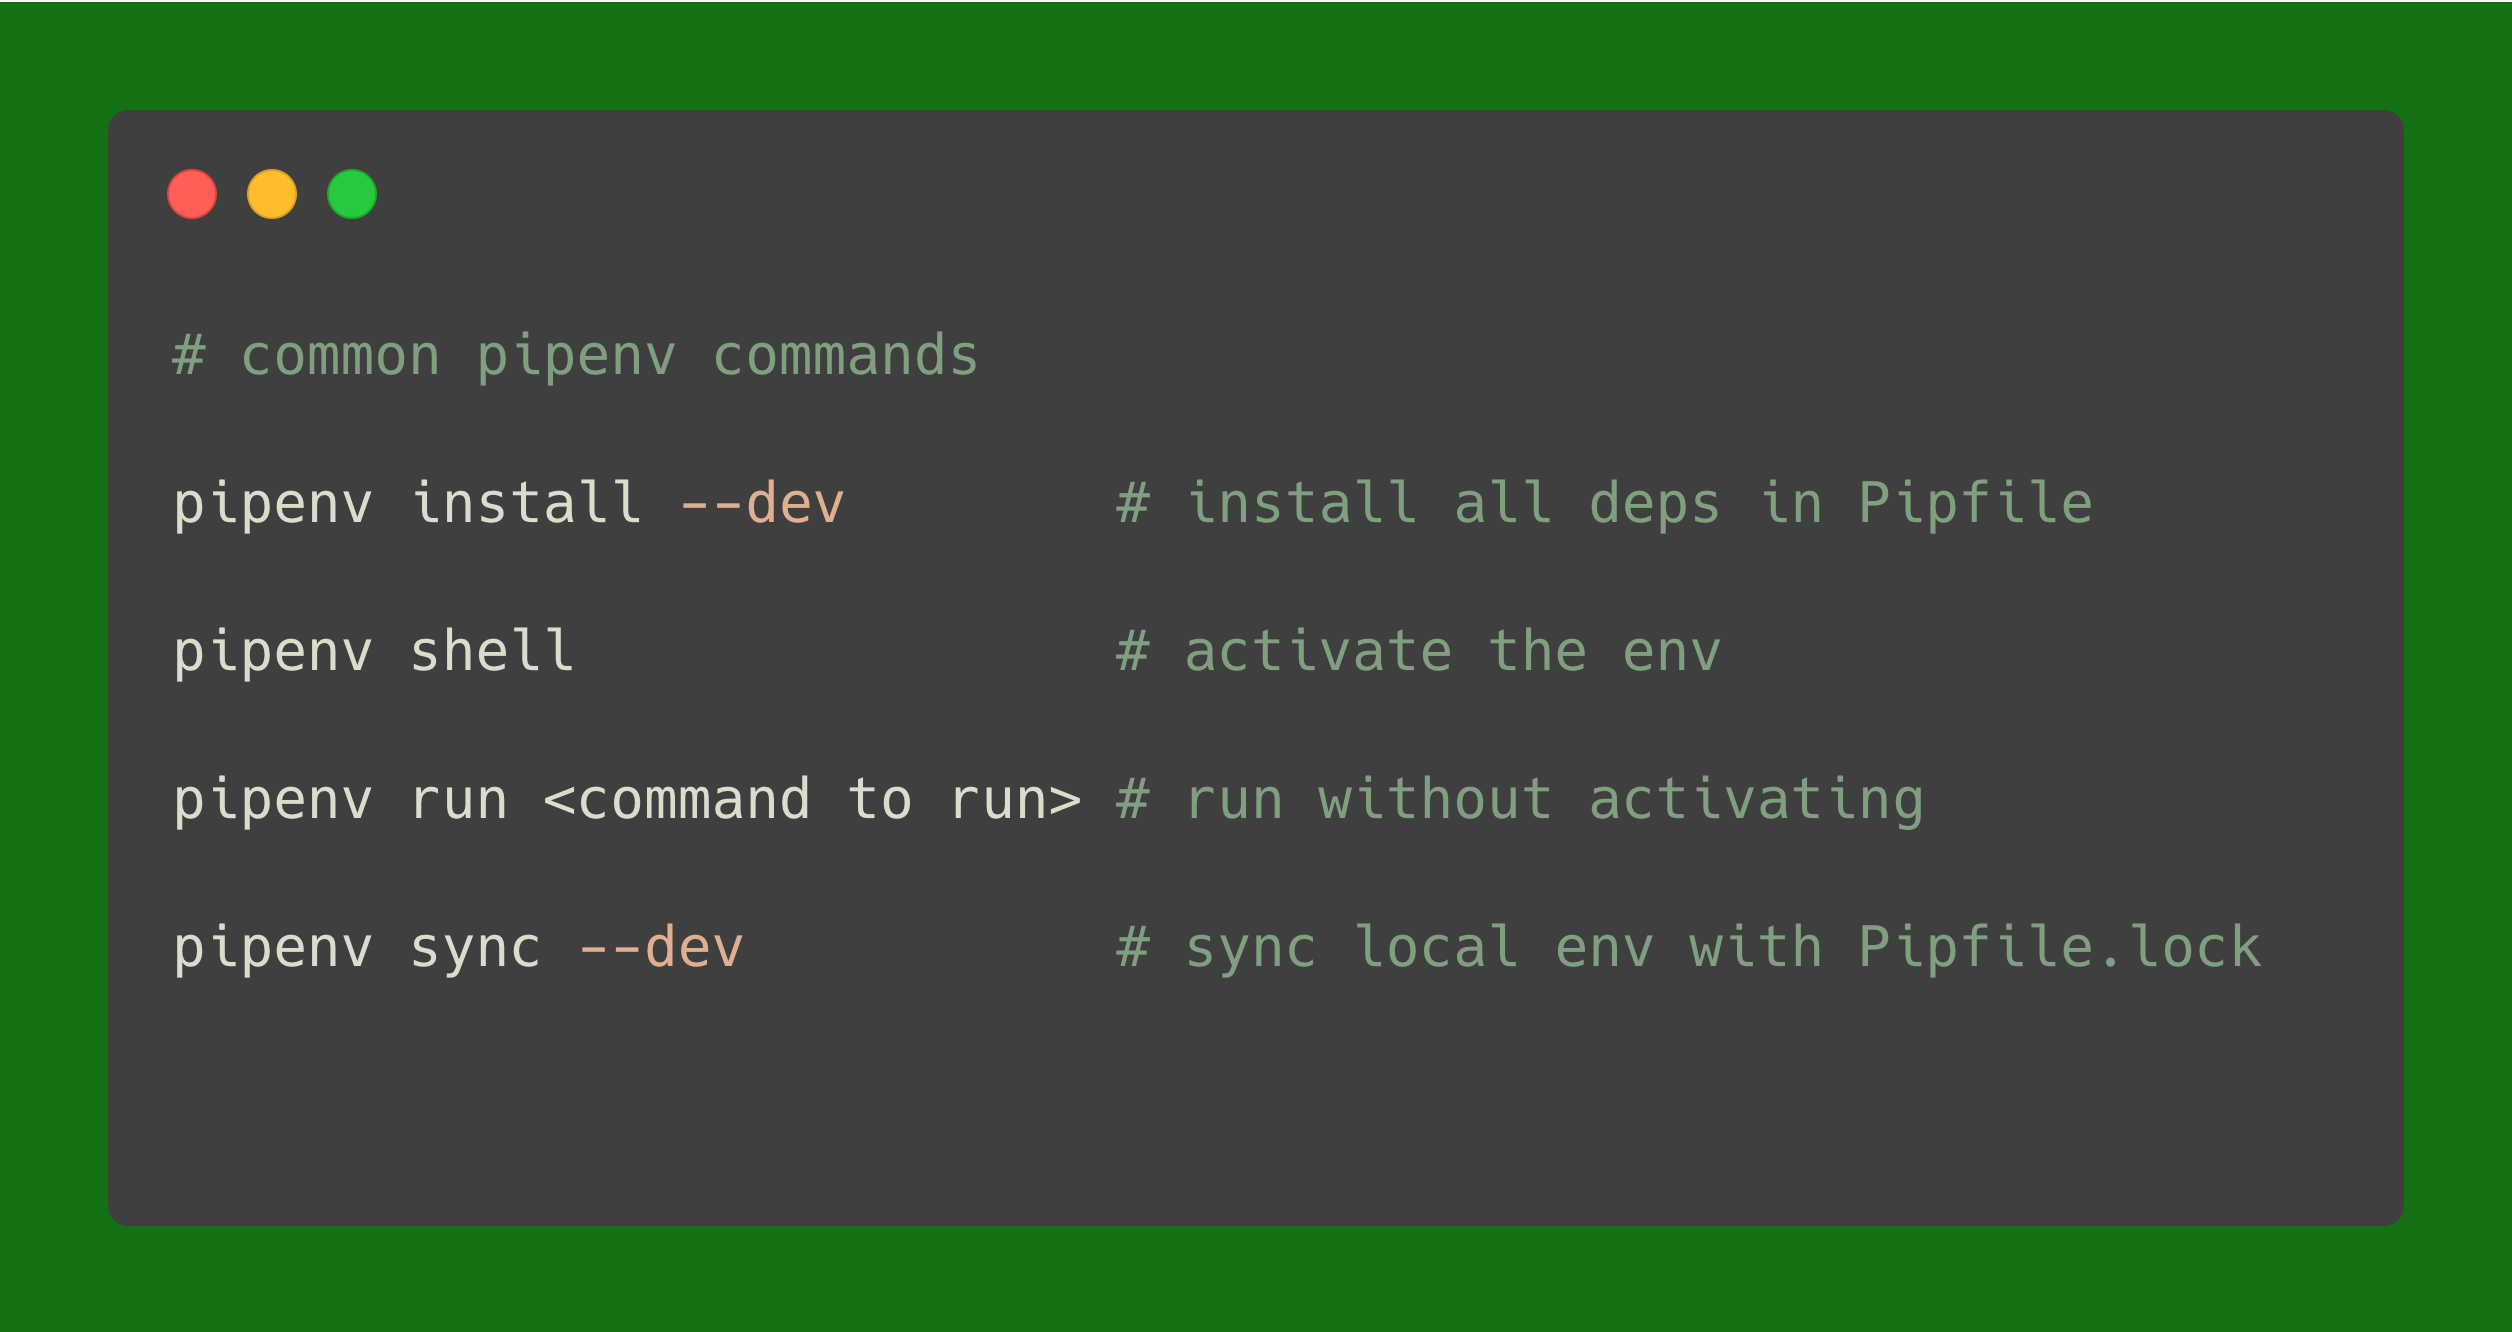 # common pipenv commands
pipenv install --dev        # install all deps in Pipfile
pipenv shell                # activate the env
pipenv run <command to run> # run without activating
pipenv sync --dev           # sync local env with Pipfile.lock